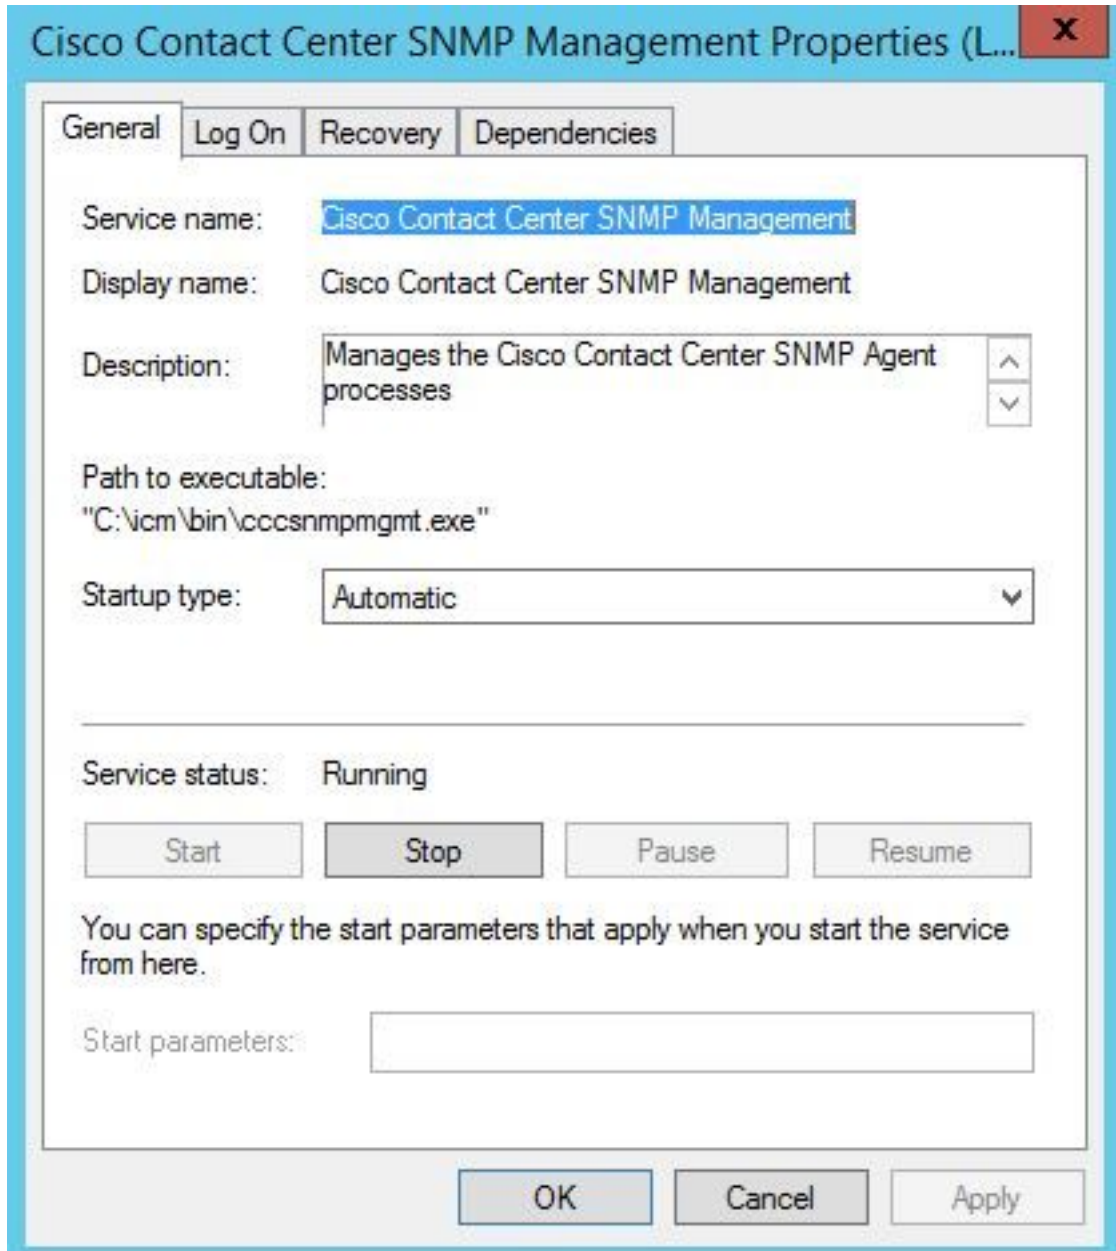 Cisco Contact Center SNMP Management Properties (L...
x
General Log On Recovery Dependencies
Service name: Cisco Contact Center SNMP Management
Display name: Cisco Contact Center SNMP Management
Description: Manages the Cisco Contact Center SNMP Agent
processes
Path to executable:
"C:\icm\bin\cccsnmpmgmt.exe"
Startup type: Automatic
Service status: Running
Start Stop Pause Resume
You can specify the start parameters that apply when you start the service
from here.
Start parameters:
OK Cancel Apply